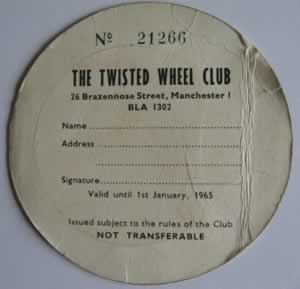 Nº 21266
THE TWISTED WHEEL CLUB
26 Brazennose Street, Manchester 1
BLA 1302
Name
Address
Signature
Valid until 1st January, 1965
Issued subject to the rules of the Club
NOT TRANSFERABLE